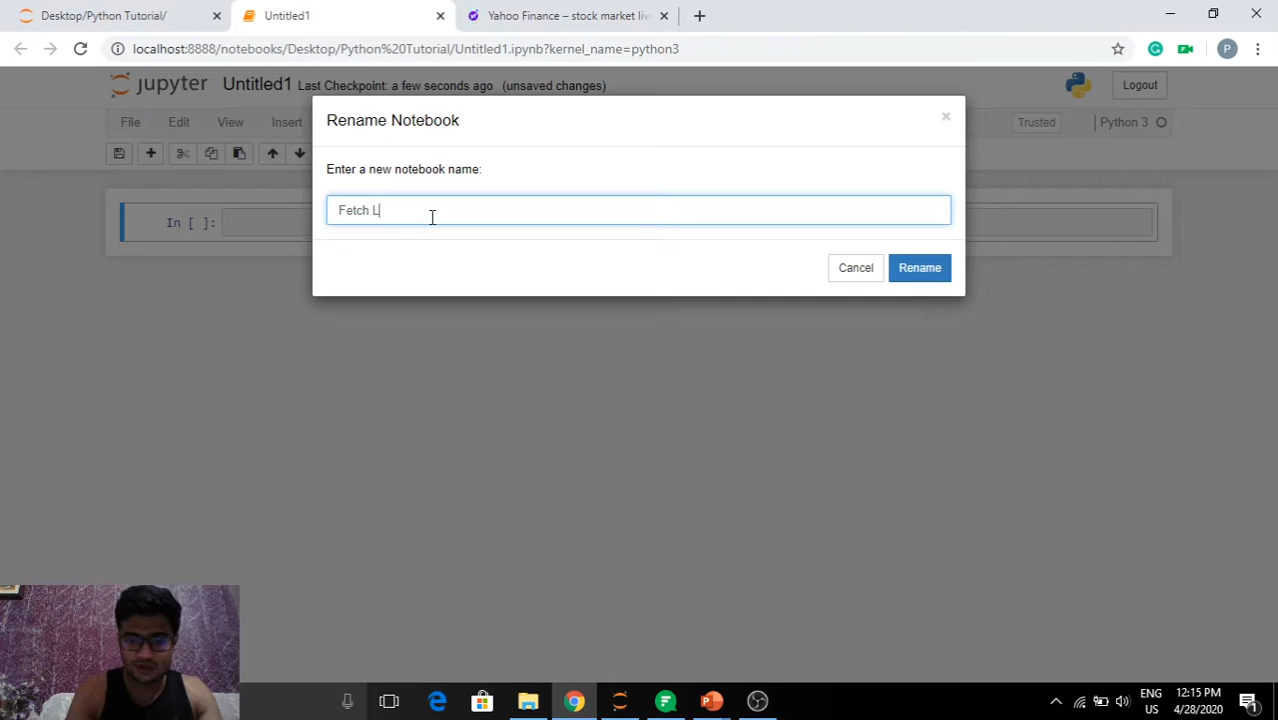 Desktop/Python Tutorial/
Untitled1
Yahoo Finance – stock market liv
localhost:8888/notebooks/Desktop/Python%20Tutorial/Untitled1.ipynb?kernel_name=python3
P
jupyter Untitled1 Last Checkpoint: a few seconds ago (unsaved changes)
Logout
File Edit View Insert
Trusted
Python 3
Rename Notebook
Enter a new notebook name:
Fetch L
Cancel
Rename
In [ ]:
ENG
US
12:15 PM
4/28/2020
1